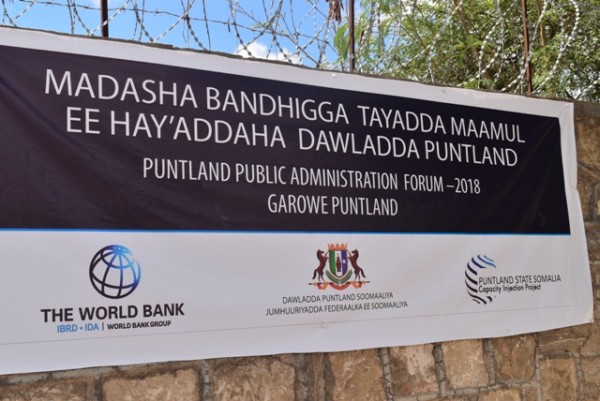 MADASHA BANDHIGGA TAYADDA MAAMUL
EE HAY'ADDAHA DAWLADDA PUNTLAND
PUNTLAND PUBLIC ADMINISTRATION FORUM –2018
GAROWE PUNTLAND
THE WORLD BANK
IBRD • IDA | WORLD BANK GROUP
DAWLADDA PUNTLAND SOOMAALIYA
JUMHUURIYADDA FEDERAALKA EE SOOMAALIYA
PUNTLAND STATE SOMALIA
Capacity Injection Project